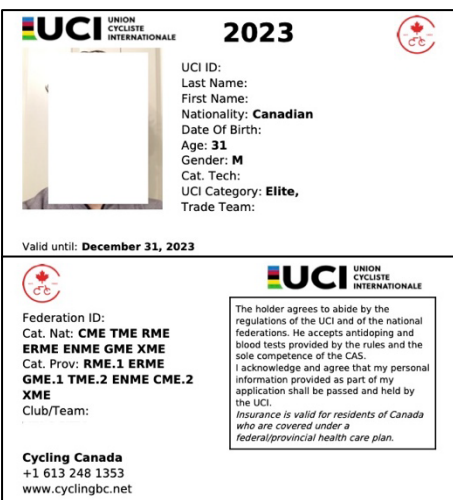 UCI UNION
CYCLISTE
INTERNATIONALE
2023
UCI ID:
Last Name:
First Name:
Nationality: Canadian
Date Of Birth:
Age: 31
Gender: M
Cat. Tech:
UCI Category: Elite,
Trade Team:
Valid until: December 31, 2023
Federation ID:
Cat. Nat: CME TME RME
ERME ENME GME XME
Cat. Prov: RME.1 ERME
GME.1 TME.2 ENME CME.2
XME
Club/Team:
Cycling Canada
+1 613 248 1353
www.cyclingbc.net
UCI UNION
CYCLISTE
INTERNATIONALE
The holder agrees to abide by the
regulations of the UCI and of the national
federations. He accepts antidoping and
blood tests provided by the rules and the
sole competence of the CAS.
I acknowledge and agree that my personal
information provided as part of my
application shall be passed and held by
the UCI.
Insurance is valid for residents of Canada
who are covered under a
federal/provincial health care plan.